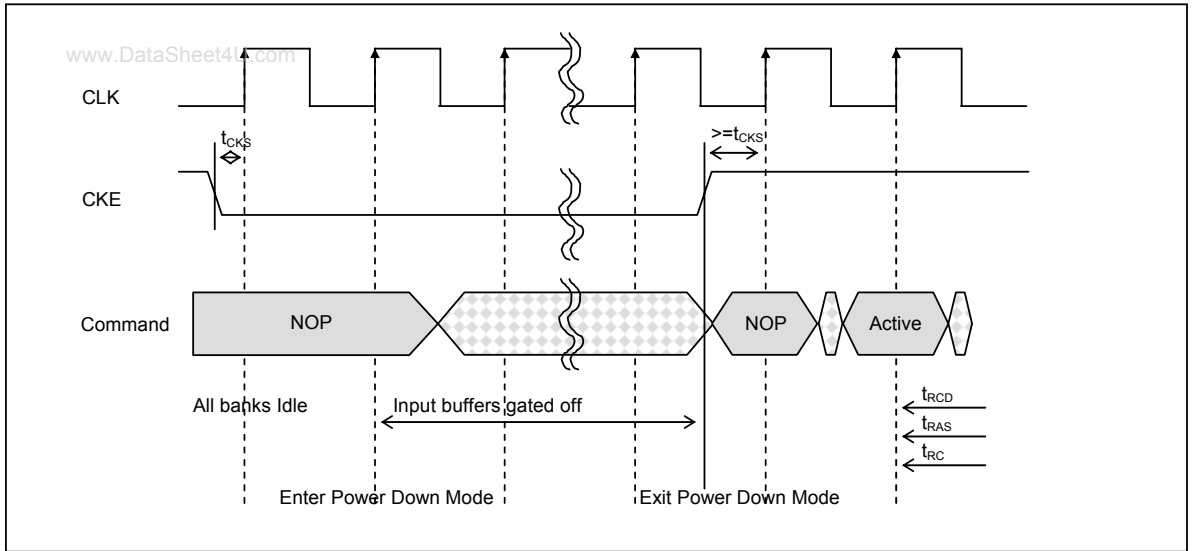 www.DataSheet4U.com
CLK
tCKS
>=tCKS
CKE
Command
NOP
NOP
Active
All banks Idle
Input buffers gated off
tRCD
tRAS
tRC
Enter Power Down Mode
Exit Power Down Mode